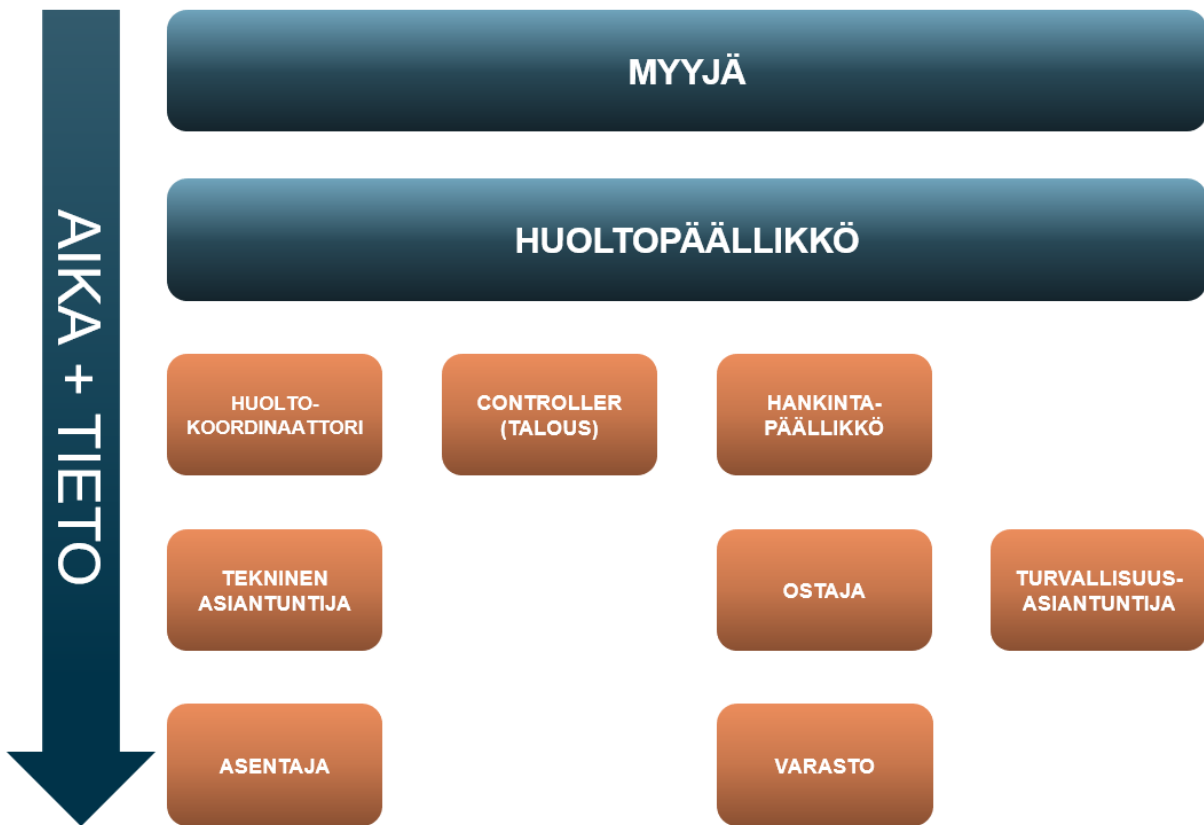 AIKA + TIETO
MYYJÄ
HUOLTOPÄÄLLIKKÖ
HUOLTO-
KOORDINAATTORI
CONTROLLER
(TALOUS)
HANKINTA-
PÄÄLLIKKÖ
TEKNINEN
ASIANTUNTIJA
OSTAJA
TURVALLISUUS-
ASIANTUNTIJA
ASENTAJA
VARASTO